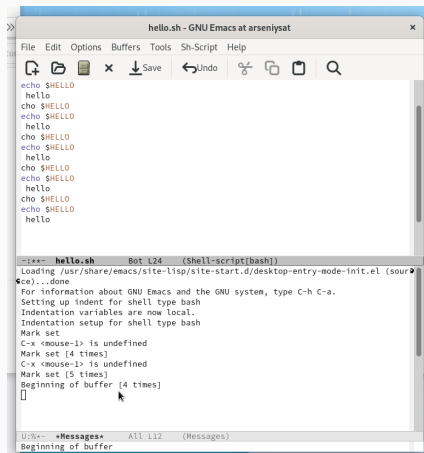 hello.sh - GNU Emacs at arseniysat
File Edit Options Buffers Tools Sh-Script Help
Save Undo
echo $HELLO
hello
cho $HELLO
echo $HELLO
hello
cho $HELLO
echo $HELLO
hello
cho $HELLO
echo $HELLO
hello
cho $HELLO
echo $HELLO
hello
-:**- hello.sh Bot L24 (Shell-script[bash])
Loading /usr/share/emacs/site-lisp/site-start.d/desktop-entry-mode-init.el (sour
ce)...done
For information about GNU Emacs and the GNU system, type C-h C-a.
Setting up indent for shell type bash
Indentation variables are now local.
Indentation setup for shell type bash
Mark set
C-x <mouse-1> is undefined
Mark set [4 times]
C-x <mouse-1> is undefined
Mark set [5 times]
Beginning of buffer [4 times]
U:%*- *Messages* All L12 (Messages)
Beginning of buffer